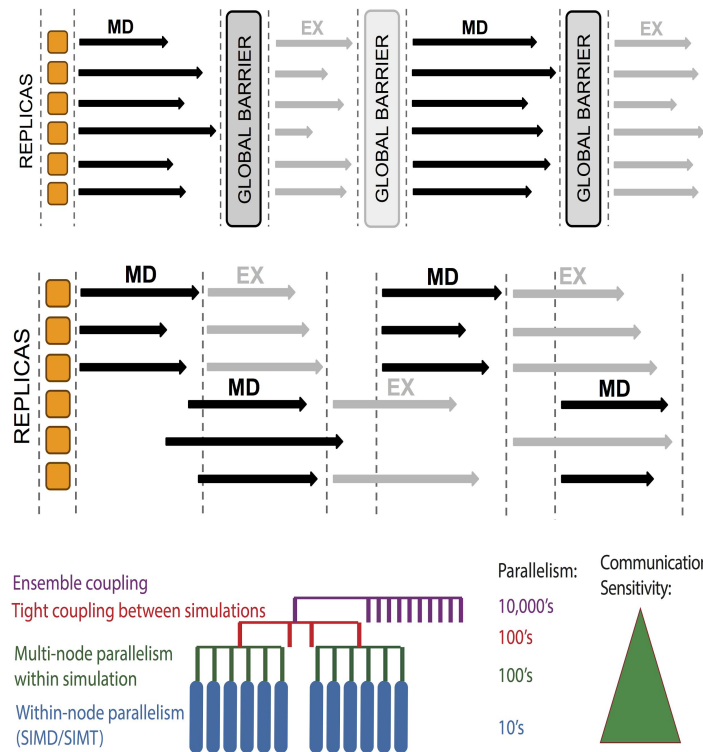 MD
EX
MD
EX
REPLICAS
GLOBAL BARRIER
GLOBAL BARRIER
GLOBAL BARRIER
MD
EX
MD
EX
REPLICAS
MD
EX
MD
Ensemble coupling
Tight coupling between simulations
Multi-node parallelism
within simulation
Within-node parallelism
(SIMD/SIMT)
Parallelism:
10,000's
100's
100's
10's
Communication
Sensitivity: